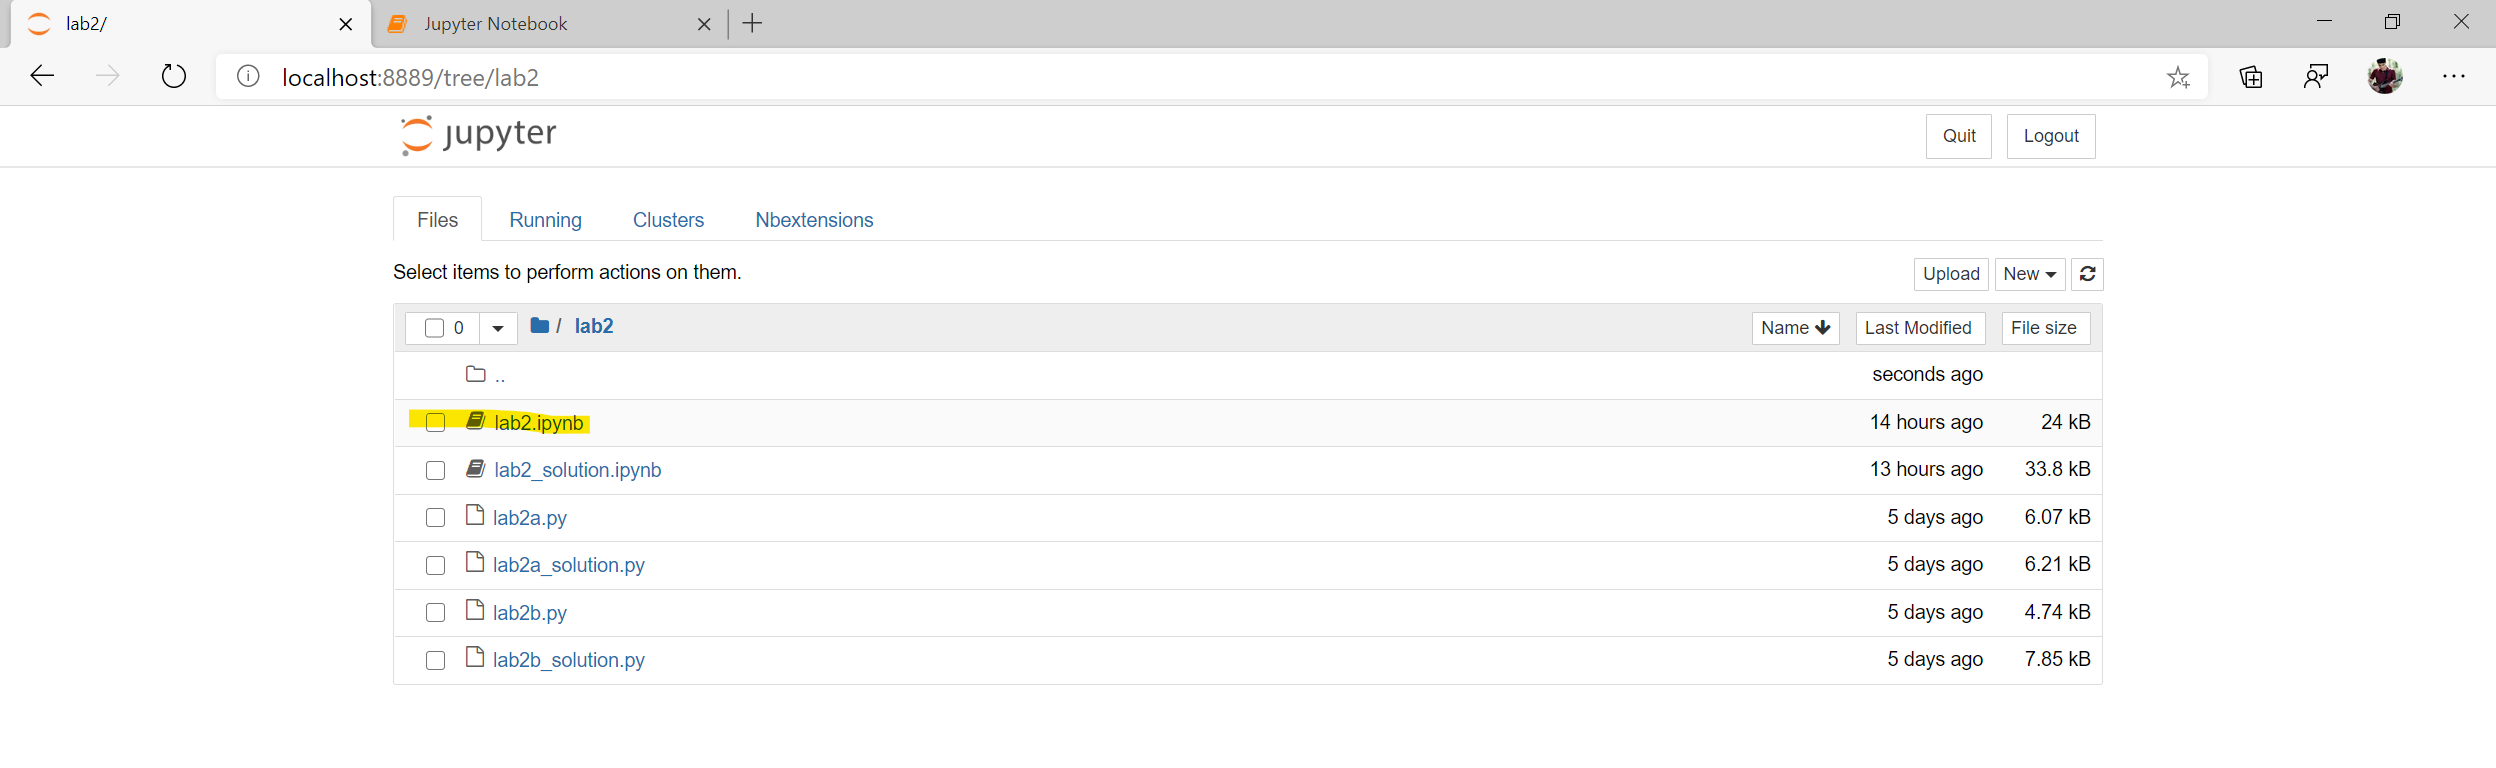 lab2/ Jupyter Notebook
localhost:8889/tree/lab2
jupyter Quit Logout
Files Running Clusters Nbextensions
Select items to perform actions on them. Upload New
0 / lab2 Name Last Modified File size
.. seconds ago
lab2.ipynb 14 hours ago 24 kB
lab2_solution.ipynb 13 hours ago 33.8 kB
lab2a.py 5 days ago 6.07 kB
lab2a_solution.py 5 days ago 6.21 kB
lab2b.py 5 days ago 4.74 kB
lab2b_solution.py 5 days ago 7.85 kB